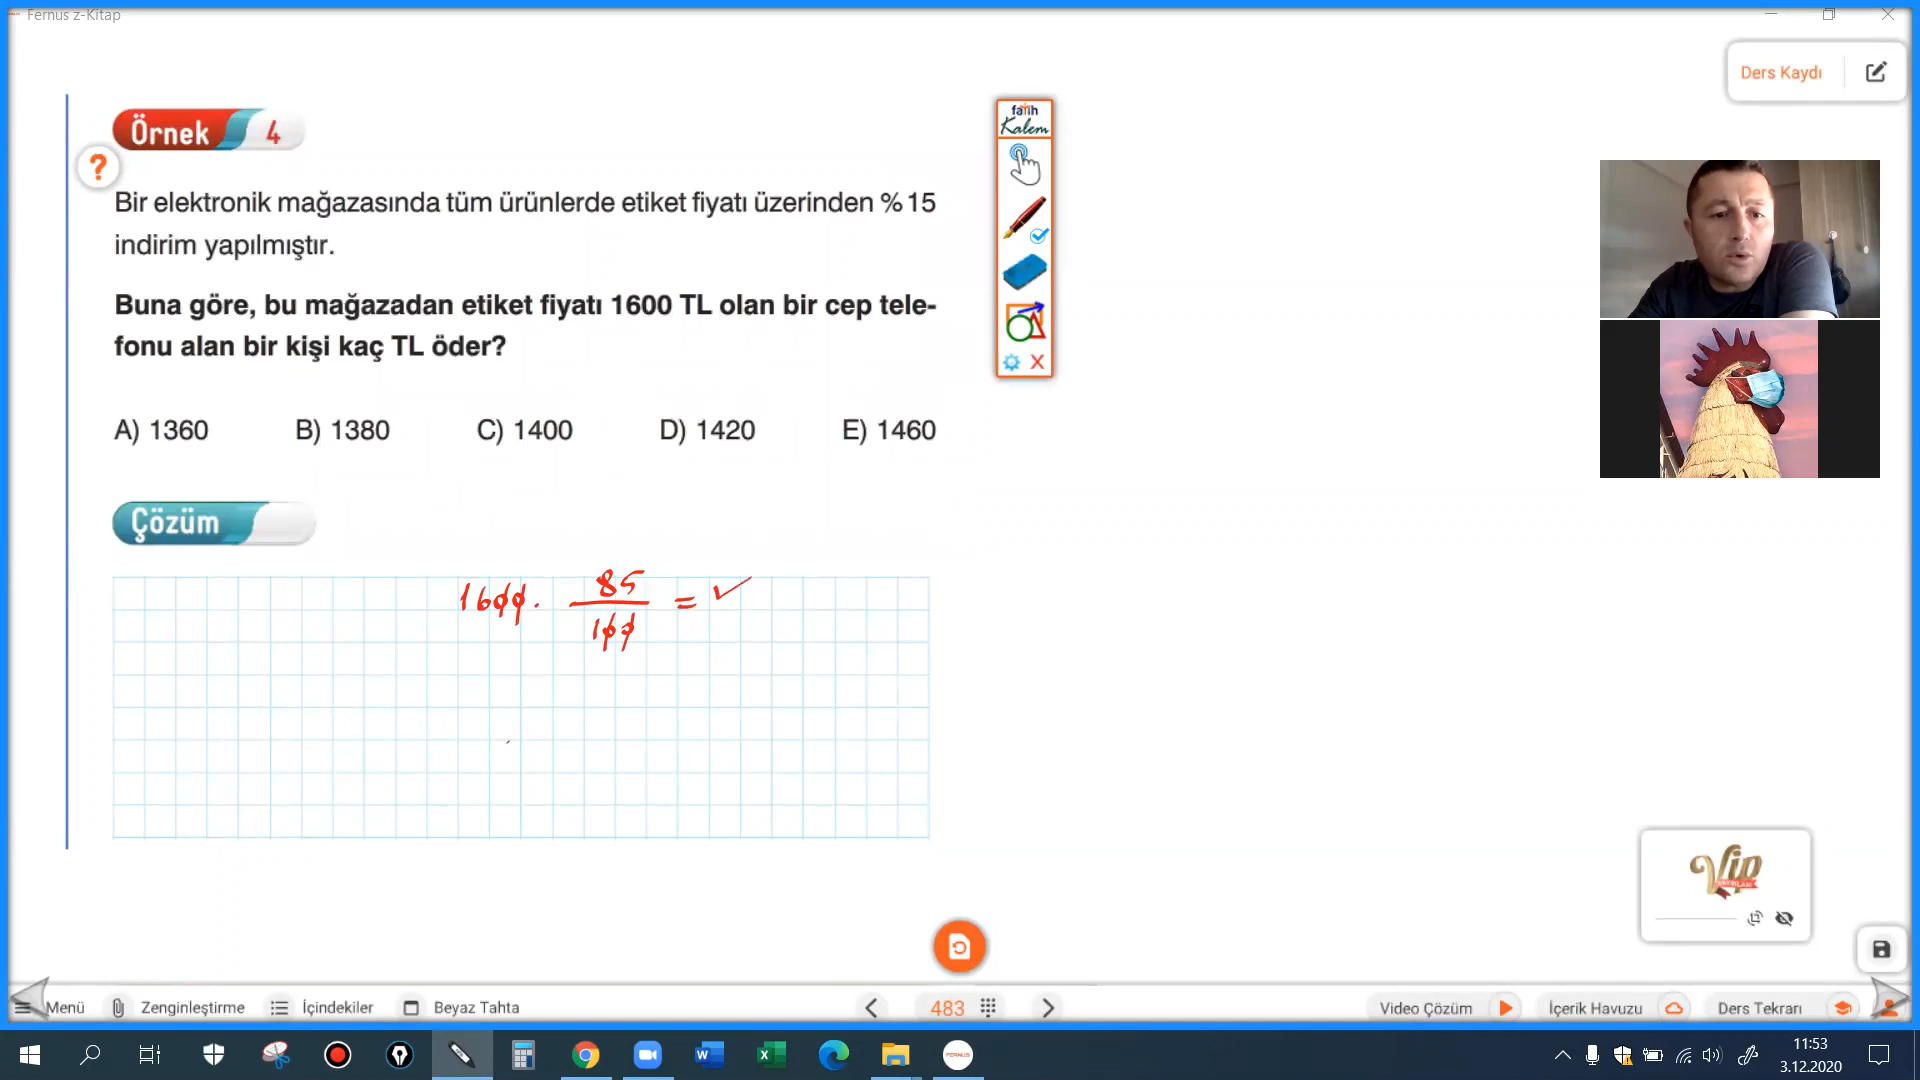 Fernus z-Kitap
Ders Kaydı
Örnek 4
fatih
Kalem
?
Bir elektronik mağazasında tüm ürünlerde etiket fiyatı üzerinden %15
indirim yapılmıştır.
Buna göre, bu mağazadan etiket fiyatı 1600 TL olan bir cep tele-
fonu alan bir kişi kaç TL öder?
A) 1360 B) 1380 C) 1400 D) 1420 E) 1460
Çözüm
1600 . 85/100 = ✓
Vip
YAYINLARI
Menü Zenginleştirme İçindekiler Beyaz Tahta 483 Video Çözüm İçerik Havuzu Ders Tekrarı
FERNUS
11:53
3.12.2020